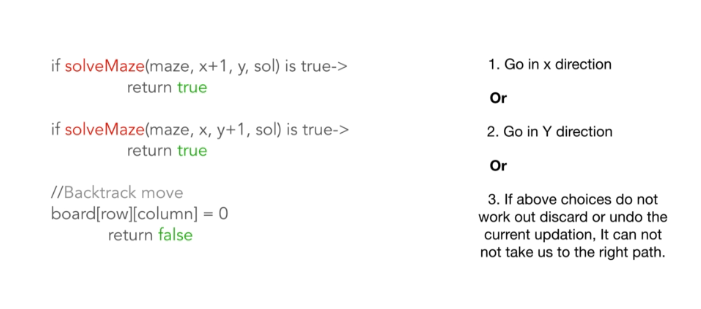 if solveMaze(maze, x+1, y, sol) is true->
return true
if solveMaze(maze, x, y+1, sol) is true->
return true
//Backtrack move
board[row][column] = 0
return false
1. Go in x direction
Or
2. Go in Y direction
Or
3. If above choices do not
work out discard or undo the
current updation, It can not
not take us to the right path.